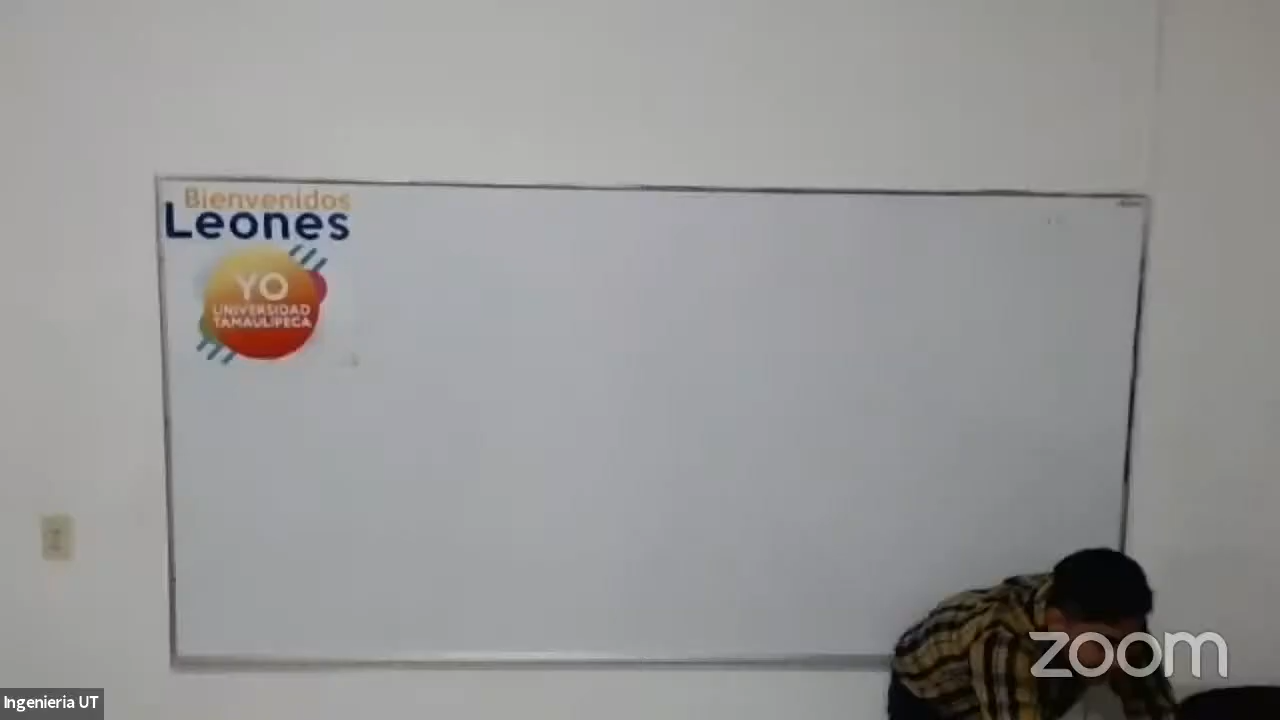 Bienvenidos
Leones
YO
UNIVERSIDAD
TAMAULIPECA
zoom
Ingenieria UT